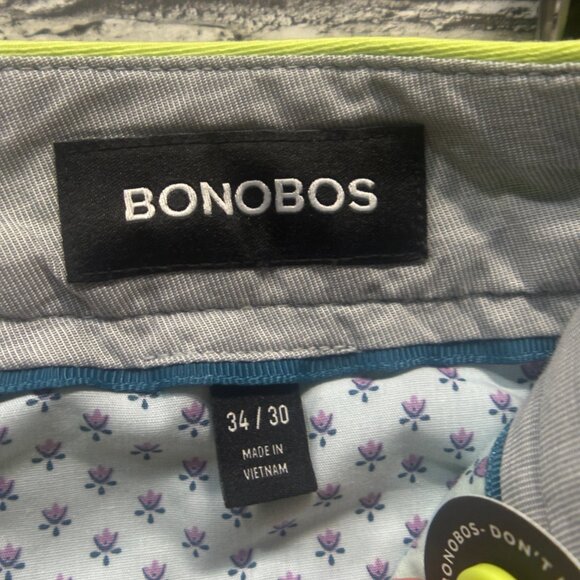 BONOBOS
34 / 30
MADE IN
VIETNAM
BONOBOS - DON'T